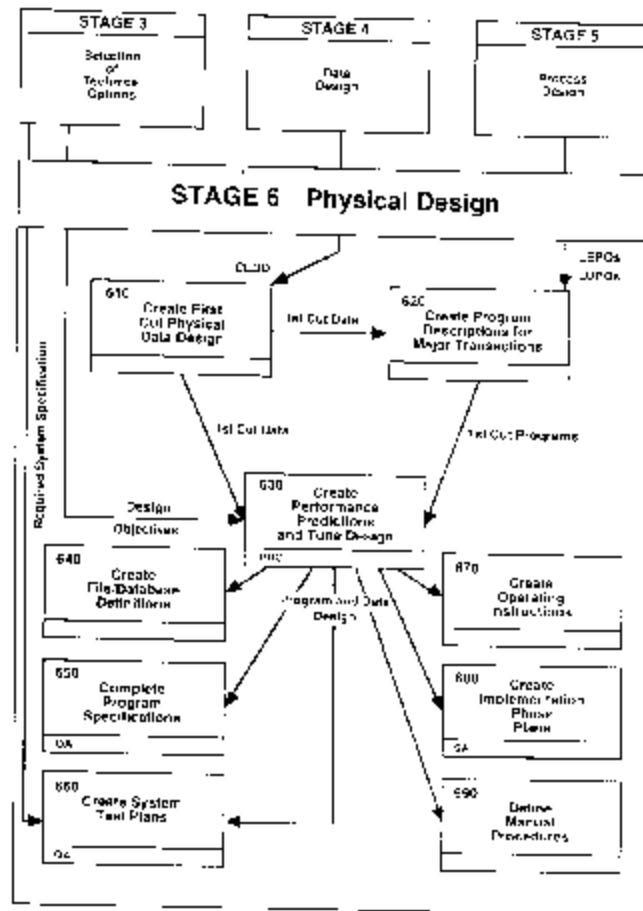 STAGE 3
Selection
of
Technical
Options
STAGE 4
Data
Design
STAGE 5
Process
Design
STAGE 6 Physical Design
610
Create First
Cut Physical
Data Design
1st Cut Data
620
Create Program
Descriptions for
Major Transactions
LEPOs
Required System Specification
1st Cut Data
1st Cut Programs
Design
Objectives
630
Create
Performance
Predictions
and Tune Design
640
Create
File/Database
Definitions
Program and Data
Design
670
Create
Operating
Instructions
650
Complete
Program
Specifications
QA
680
Create
Implementation
Phase
Plans
QA
660
Create System
Test Plans
QA
690
Define
Manual
Procedures